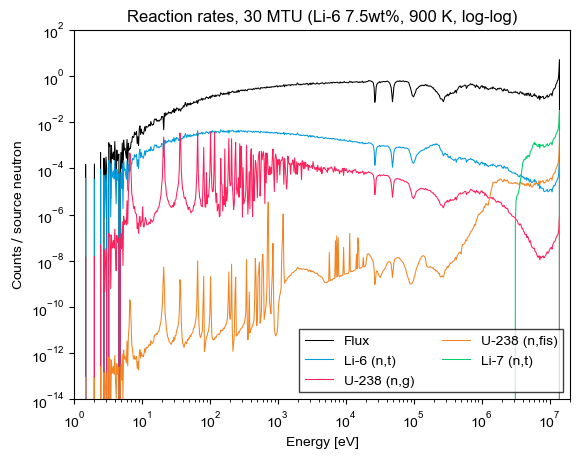 Reaction rates, 30 MTU (Li-6 7.5wt%, 900 K, log-log)
Counts / source neutron
10^2
10^0
10^-2
10^-4
10^-6
10^-8
10^-10
10^-12
10^-14
Flux
Li-6 (n,t)
U-238 (n,g)
U-238 (n,fis)
Li-7 (n,t)
10^0 10^1 10^2 10^3 10^4 10^5 10^6 10^7
Energy [eV]